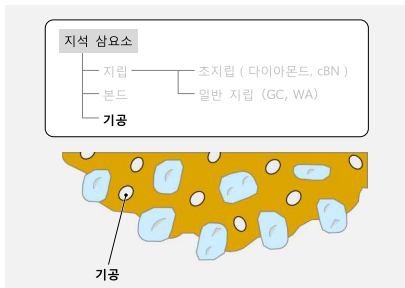 지석 삼요소
지립 초지립 ( 다이아몬드, cBN )
본드 일반 지립 (GC, WA)
기공
기공